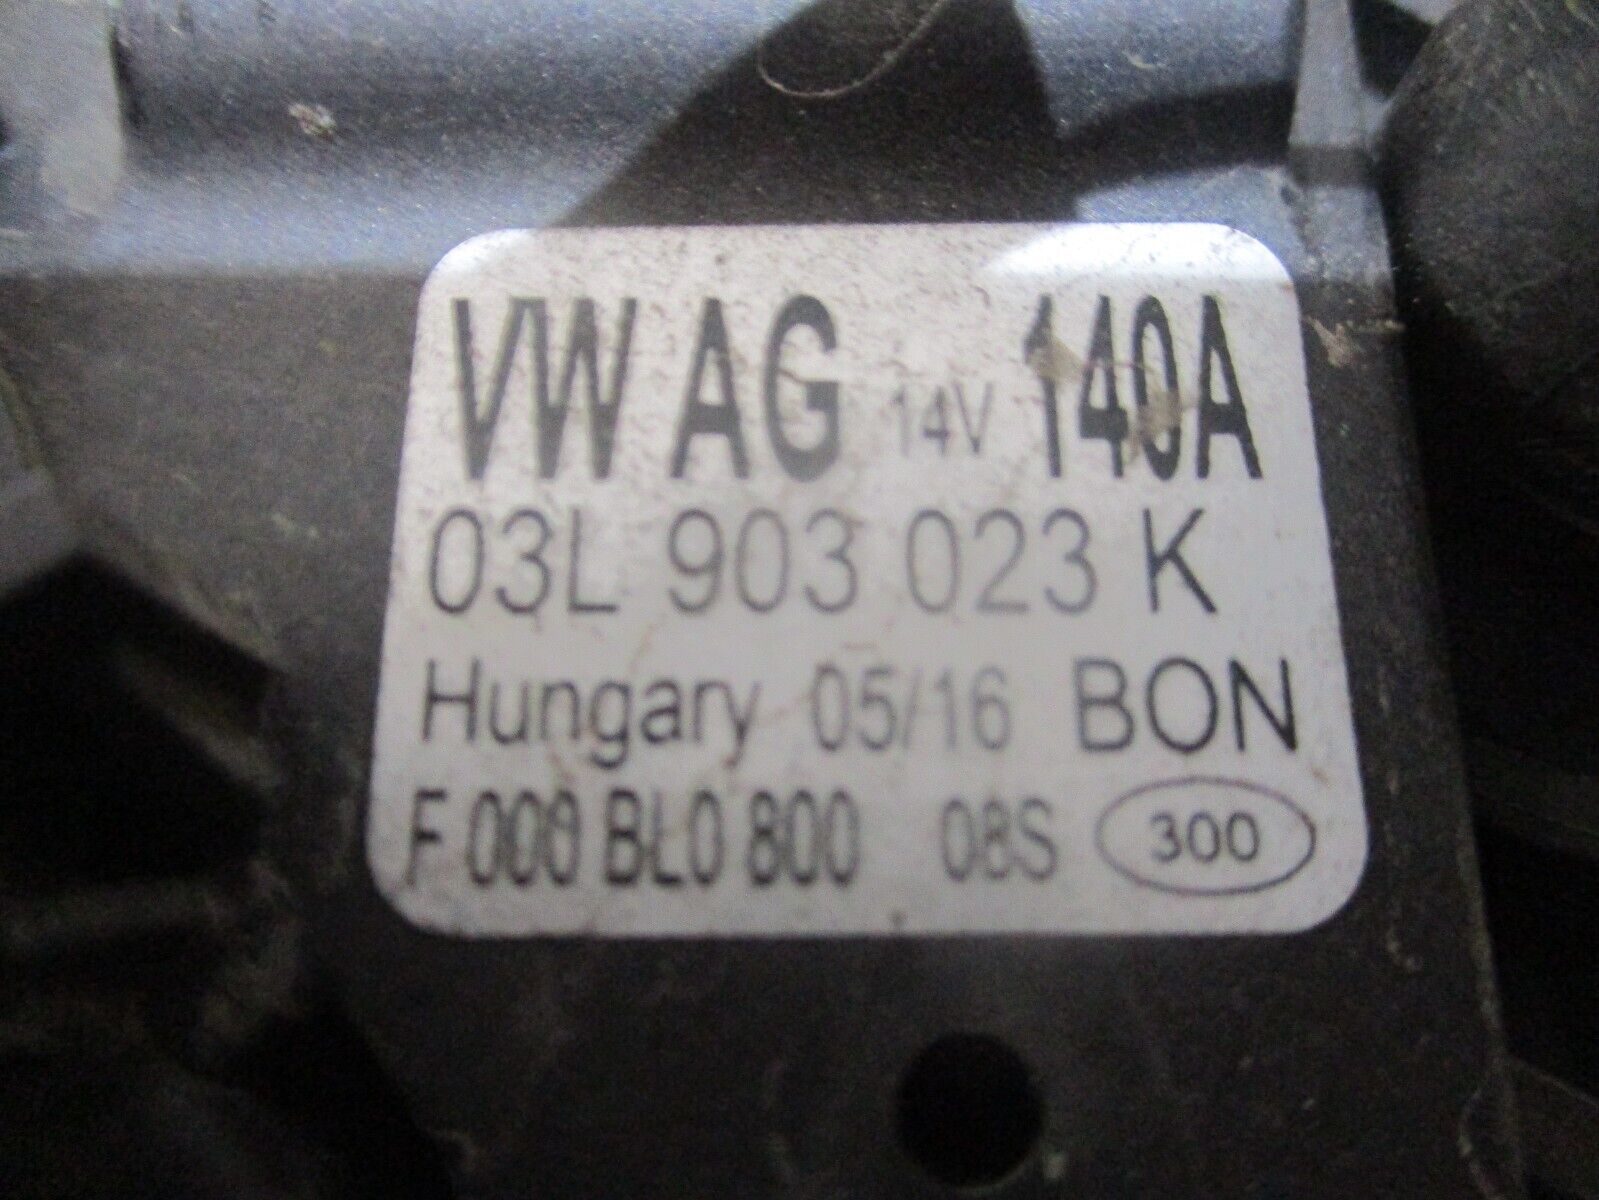 VW AG 14V 140A
03L 903 023 K
Hungary 05/16 BON
F 000 BL0 800 08S 300